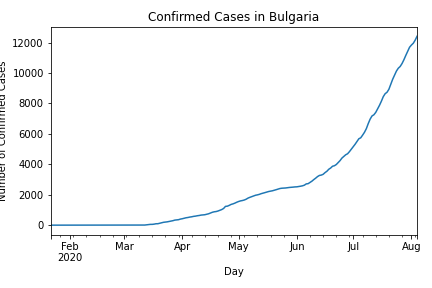 Confirmed Cases in Bulgaria
Number of Confirmed Cases
12000
10000
8000
6000
4000
2000
0
Feb Mar Apr May Jun Jul Aug
2020
Day